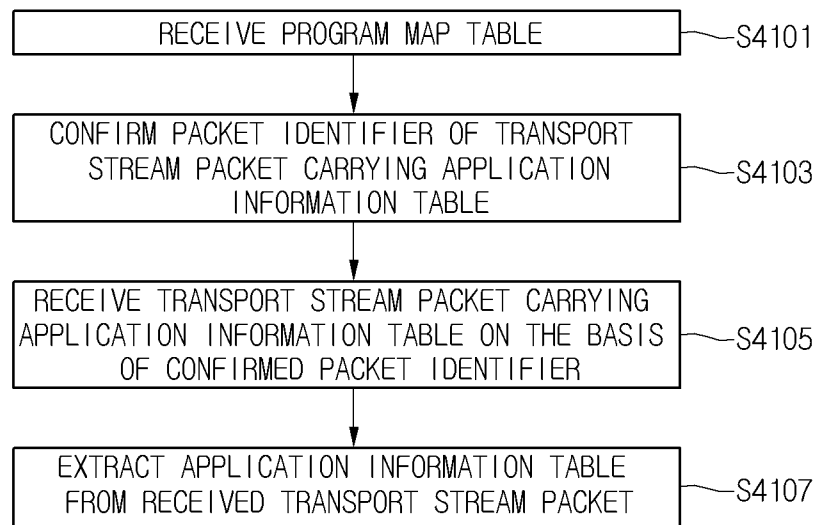 RECEIVE PROGRAM MAP TABLE
S4101
CONFIRM PACKET IDENTIFIER OF TRANSPORT
STREAM PACKET CARRYING APPLICATION
INFORMATION TABLE
S4103
RECEIVE TRANSPORT STREAM PACKET CARRYING
APPLICATION INFORMATION TABLE ON THE BASIS
OF CONFIRMED PACKET IDENTIFIER
S4105
EXTRACT APPLICATION INFORMATION TABLE
FROM RECEIVED TRANSPORT STREAM PACKET
S4107